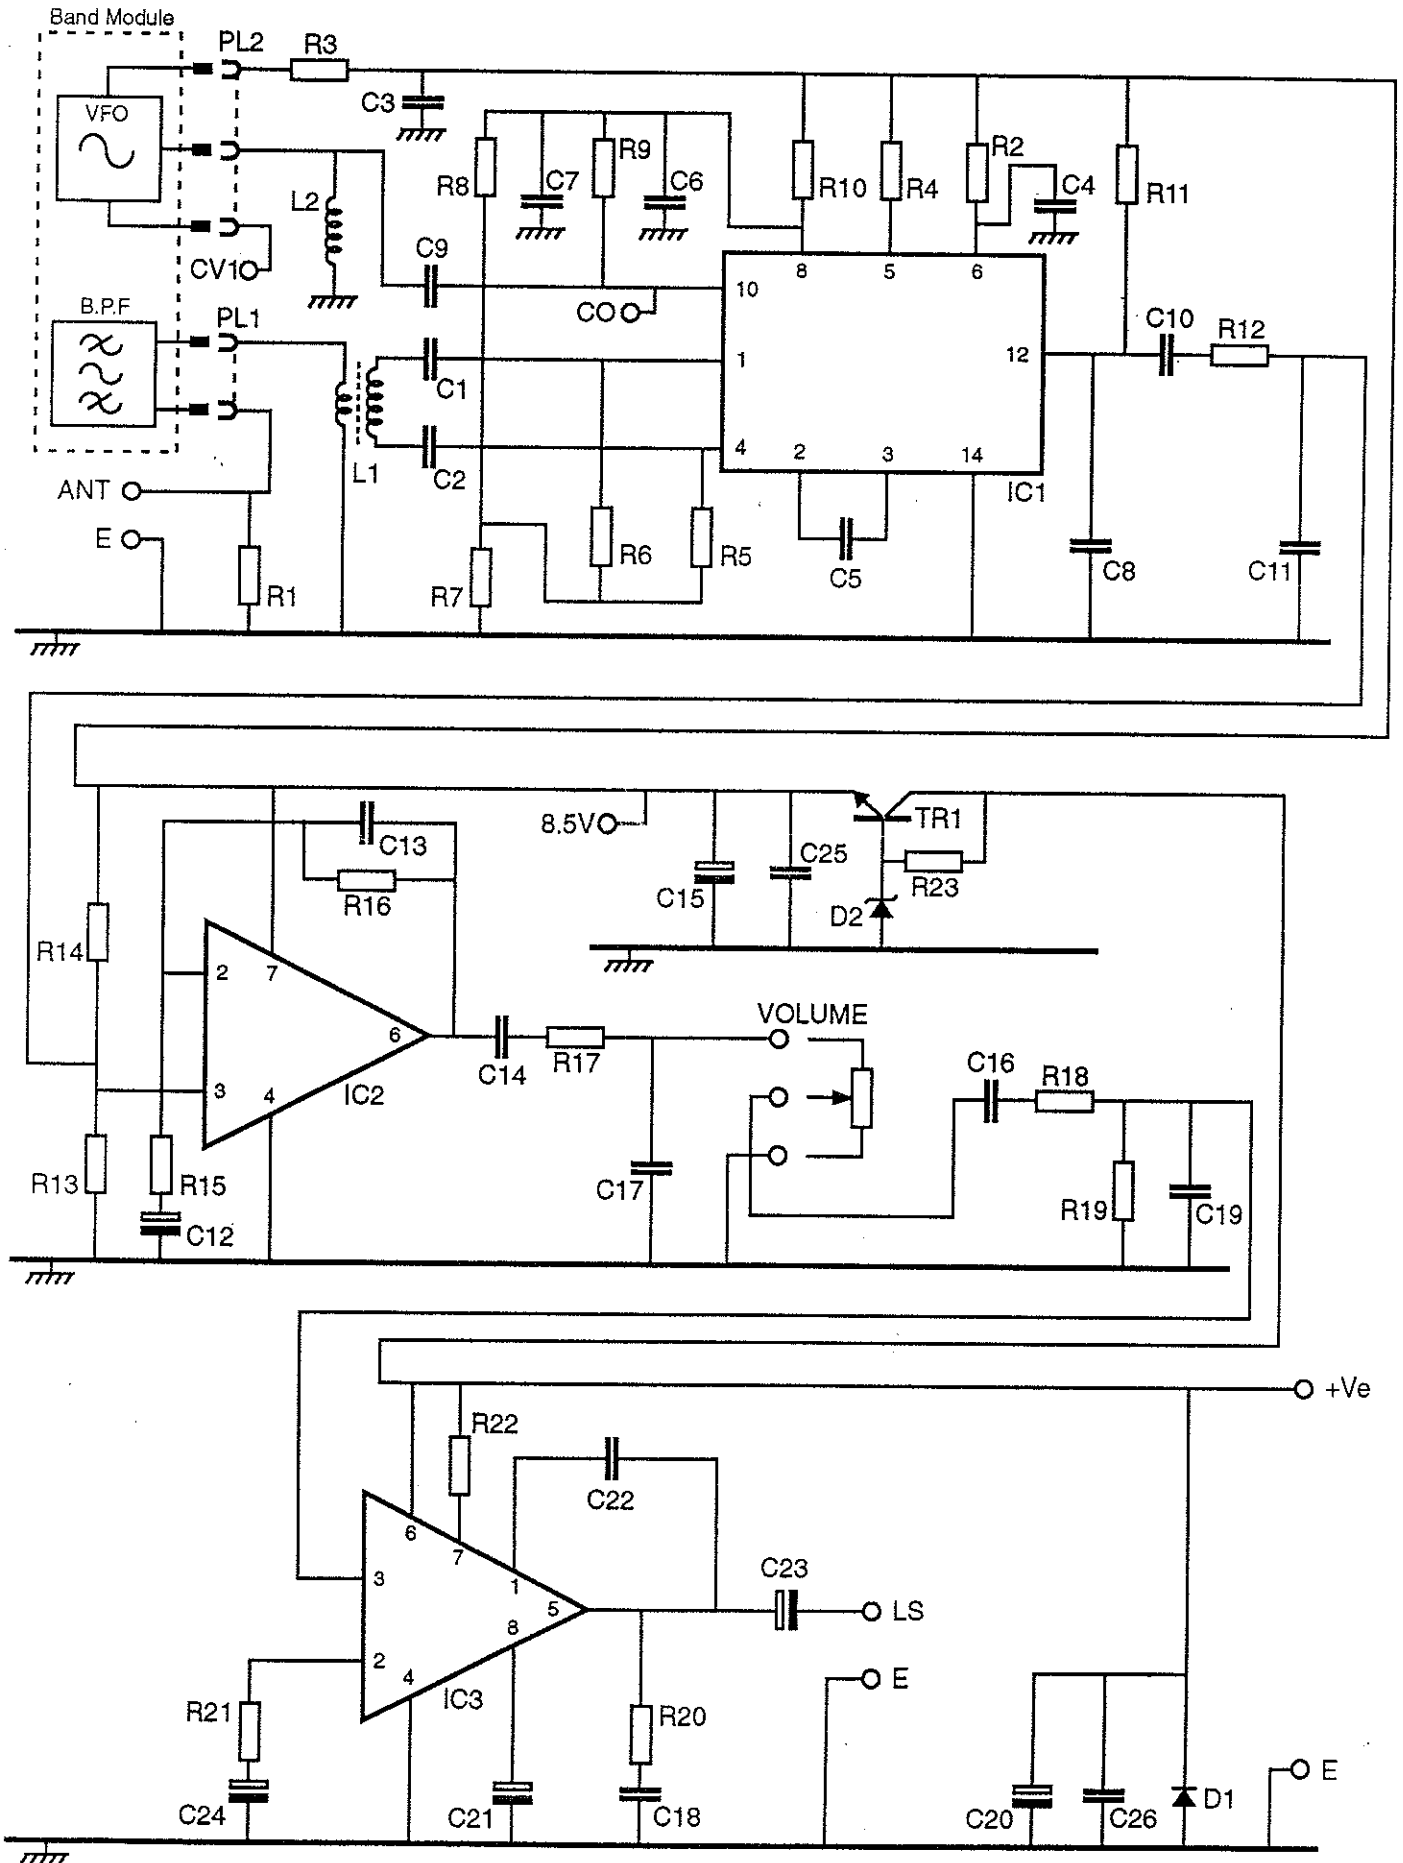 Band Module
PL2
R3
VFO
C3
R8
C7
R9
C6
R10
R4
R2
C4
R11
L2
CV1
C9
8
5
6
10
CO
B.P.F
PL1
C1
1
12
C10
R12
C2
4
2
3
14
IC1
L1
ANT
E
R1
R7
R6
R5
C5
C8
C11
8.5V
C13
R16
C15
C25
TR1
R23
D2
R14
2
7
6
3
4
IC2
C14
R17
VOLUME
C16
R18
R13
R15
C12
C17
R19
C19
+Ve
R22
C22
6
7
3
1
5
8
2
4
IC3
C23
LS
E
R21
R20
C24
C21
C18
C20
C26
D1
E